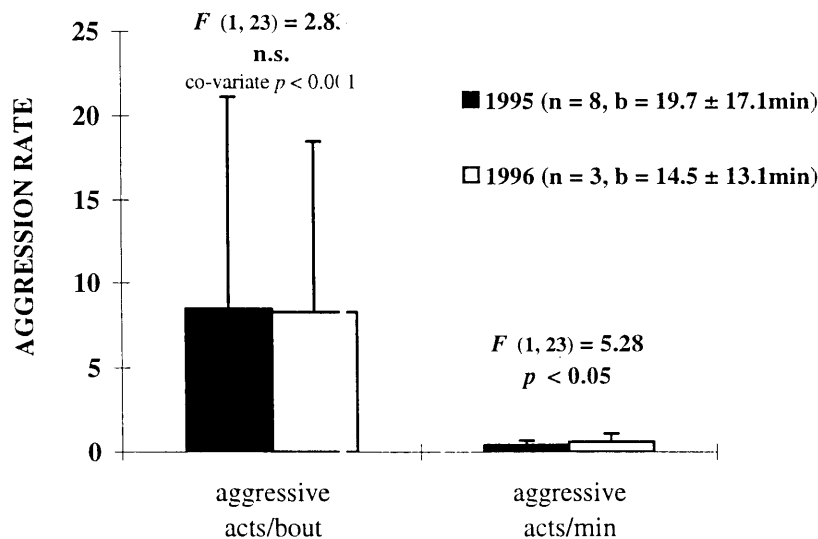 F (1, 23) = 2.8
n.s.
co-variate p < 0.001
25
20
15
10
5
0
AGGRESSION RATE
1995 (n = 8, b = 19.7 ± 17.1min)
1996 (n = 3, b = 14.5 ± 13.1min)
F (1, 23) = 5.28
p < 0.05
aggressive
acts/bout
aggressive
acts/min